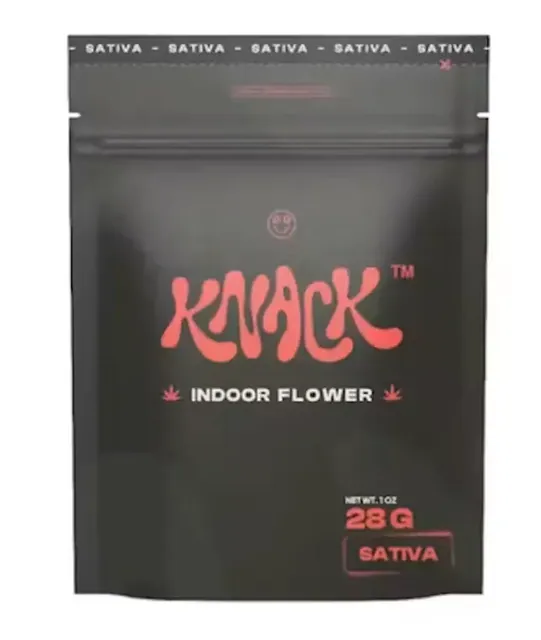 - SATIVA - SATIVA - SATIVA - SATIVA - SATIVA -
KNACK™
INDOOR FLOWER
NET WT. 1 OZ
28 G
SATIVA